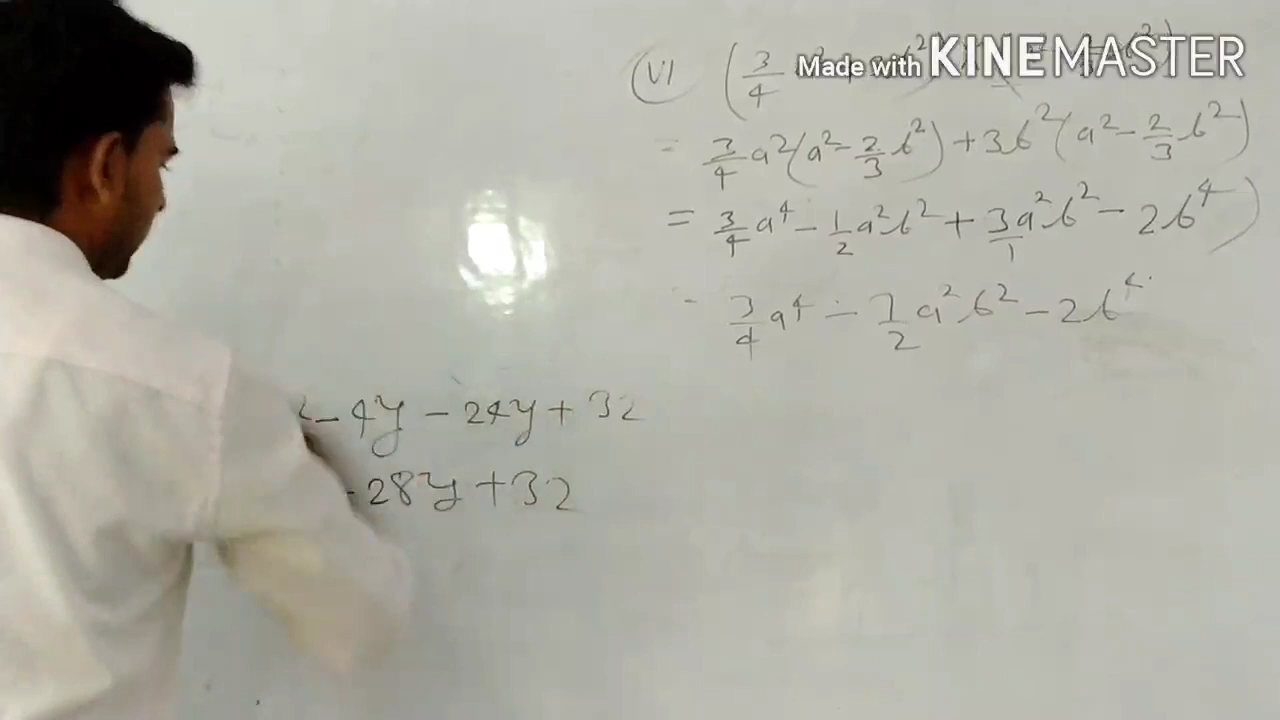 (VI) (3/4
= 3/4 a²(a² - 2/3 b²) + 3b²(a² - 2/3 b²)
= 3/4 a⁴ - 1/2 a²b² + 3/1 a²b² - 2b⁴)
- 3/4 a⁴ - 7/2 a²b² - 2b⁴
- 4y - 24y + 32
- 28y + 32
Made with KINEMASTER